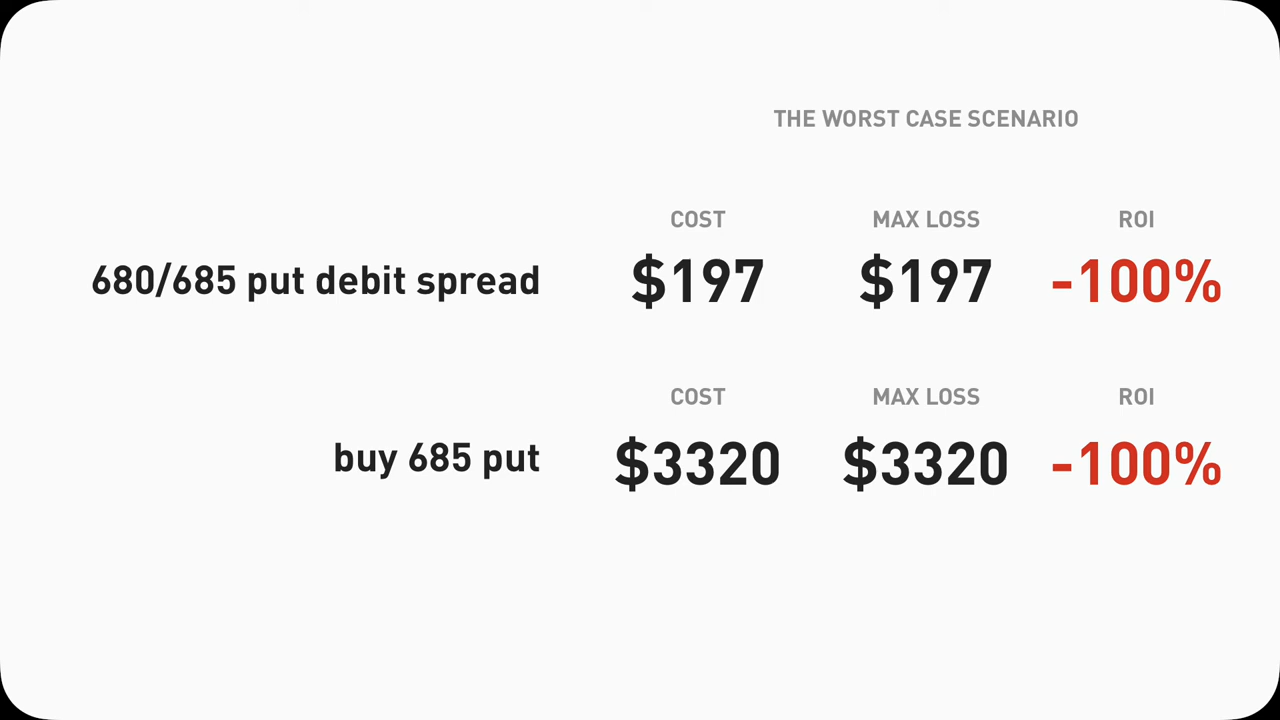 THE WORST CASE SCENARIO
COST MAX LOSS ROI
680/685 put debit spread $197 $197 -100%
COST MAX LOSS ROI
buy 685 put $3320 $3320 -100%